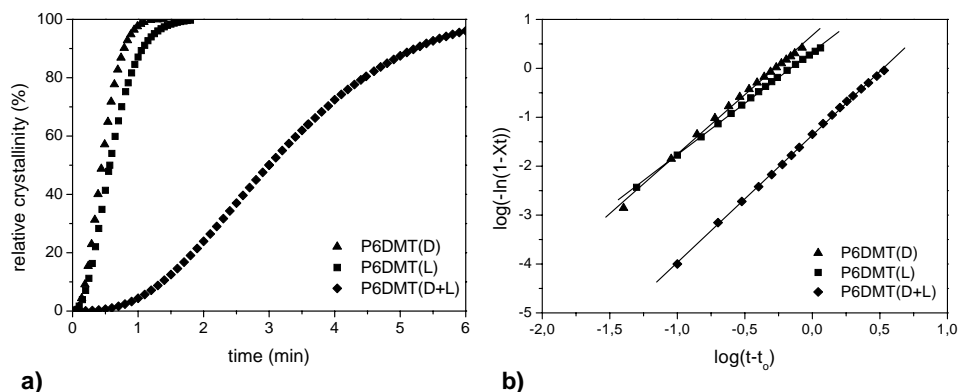 relative crystallinity (%)
100
80
60
40
20
0
0 1 2 3 4 5 6
time (min)
P6DMT(D)
P6DMT(L)
P6DMT(D+L)
a)
log(-ln(1-Xt))
1
0
-1
-2
-3
-4
-5
-2,0 -1,5 -1,0 -0,5 0,0 0,5 1,0
log(t-to)
P6DMT(D)
P6DMT(L)
P6DMT(D+L)
b)